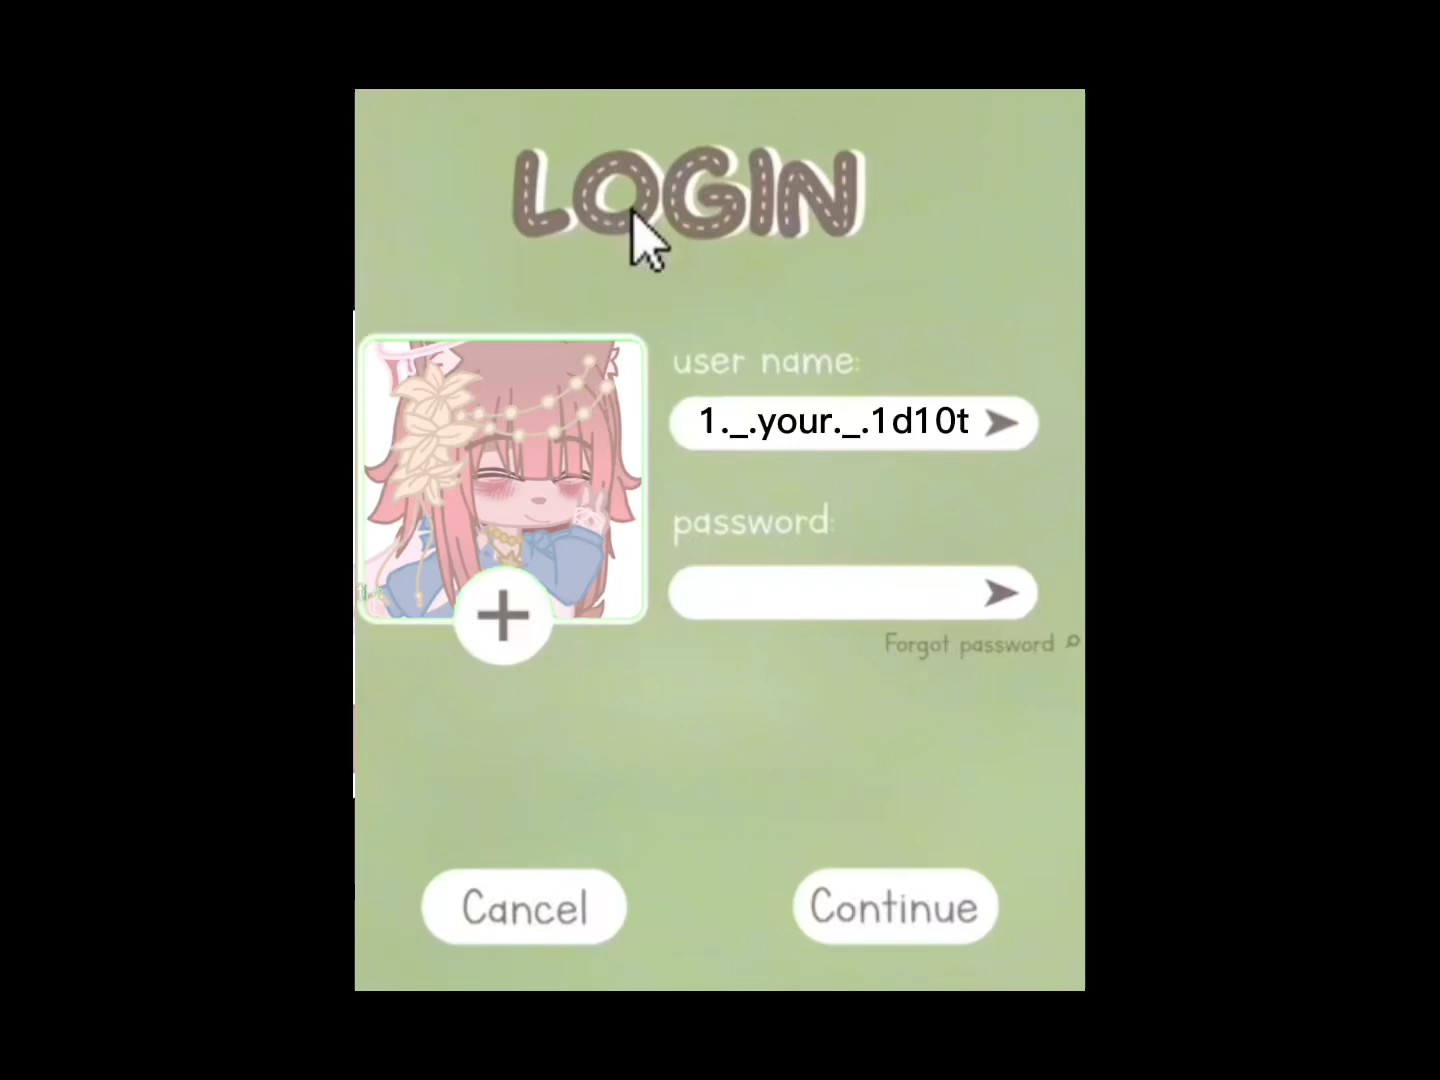 LOGIN
user name:
1._.your._.1d10t
password:
Forgot password
Cancel
Continue